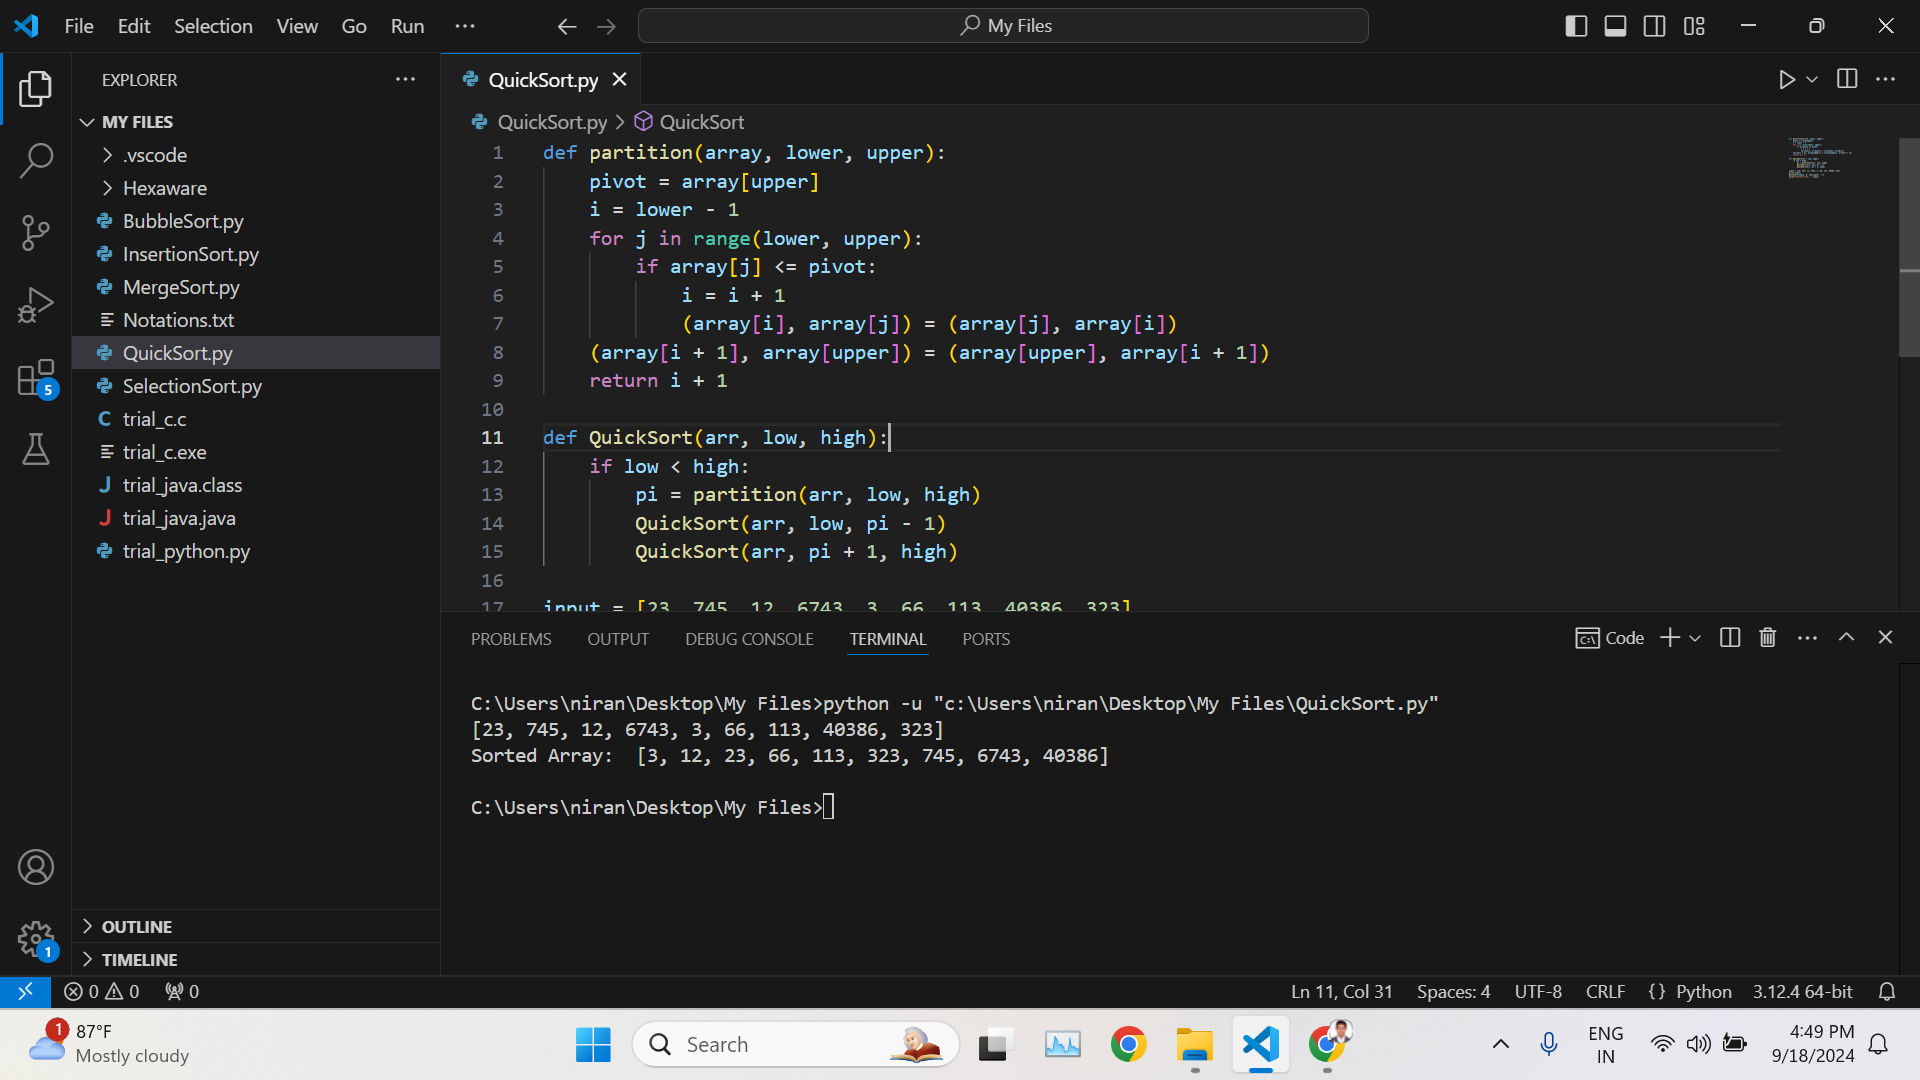 File Edit Selection View Go Run ...
My Files
EXPLORER
MY FILES
.vscode
Hexaware
BubbleSort.py
InsertionSort.py
MergeSort.py
Notations.txt
QuickSort.py
SelectionSort.py
C trial_c.c
trial_c.exe
J trial_java.class
J trial_java.java
trial_python.py
OUTLINE
TIMELINE
5
1
QuickSort.py
QuickSort.py > QuickSort
1 def partition(array, lower, upper):
2 pivot = array[upper]
3 i = lower - 1
4 for j in range(lower, upper):
5 if array[j] <= pivot:
6 i = i + 1
7 (array[i], array[j]) = (array[j], array[i])
8 (array[i + 1], array[upper]) = (array[upper], array[i + 1])
9 return i + 1
10
11 def QuickSort(arr, low, high):
12 if low < high:
13 pi = partition(arr, low, high)
14 QuickSort(arr, low, pi - 1)
15 QuickSort(arr, pi + 1, high)
16
17 input = [23, 745, 12, 6743, 3, 66, 113, 40386, 323]
PROBLEMS OUTPUT DEBUG CONSOLE TERMINAL PORTS
Code
C:\Users\niran\Desktop\My Files>python -u "c:\Users\niran\Desktop\My Files\QuickSort.py"
[23, 745, 12, 6743, 3, 66, 113, 40386, 323]
Sorted Array:  [3, 12, 23, 66, 113, 323, 745, 6743, 40386]
C:\Users\niran\Desktop\My Files>
0 0 0
Ln 11, Col 31 Spaces: 4 UTF-8 CRLF {} Python 3.12.4 64-bit
1
87°F
Mostly cloudy
Search
ENG
IN
4:49 PM
9/18/2024